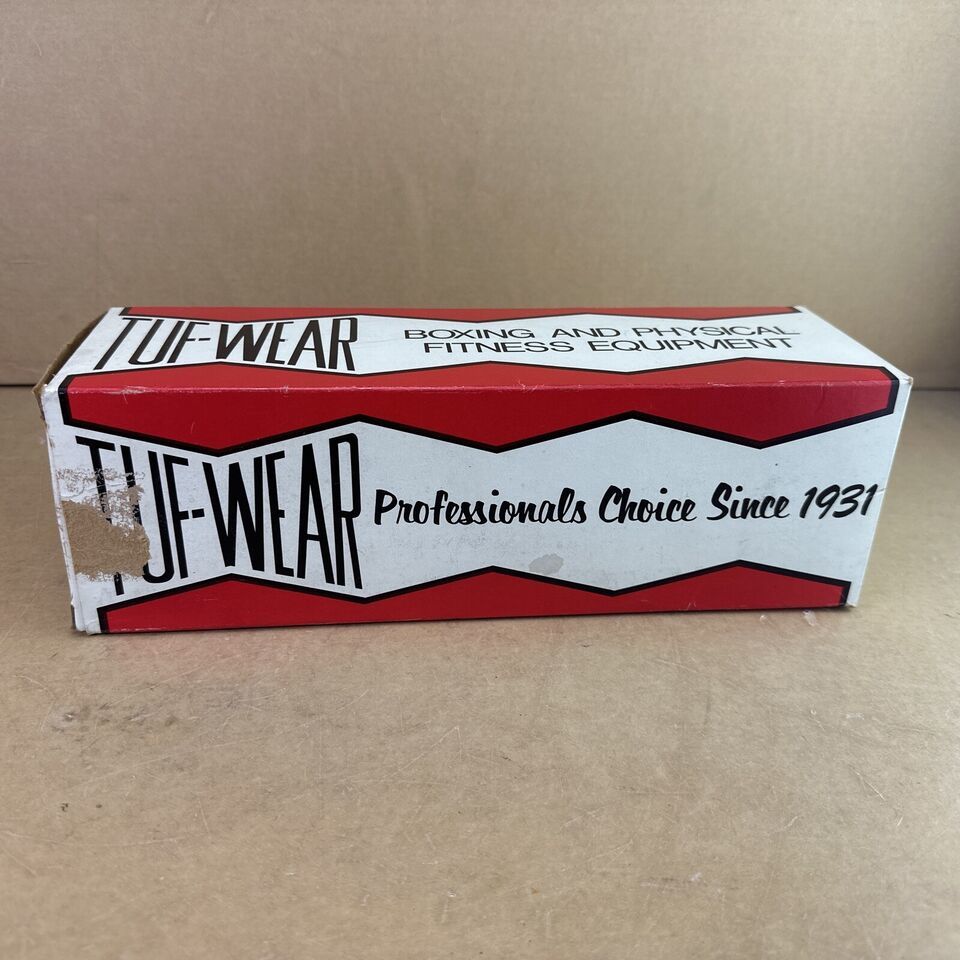 TUF-WEAR
BOXING AND PHYSICAL
FITNESS EQUIPMENT
TUF-WEAR
Professionals Choice Since 1931